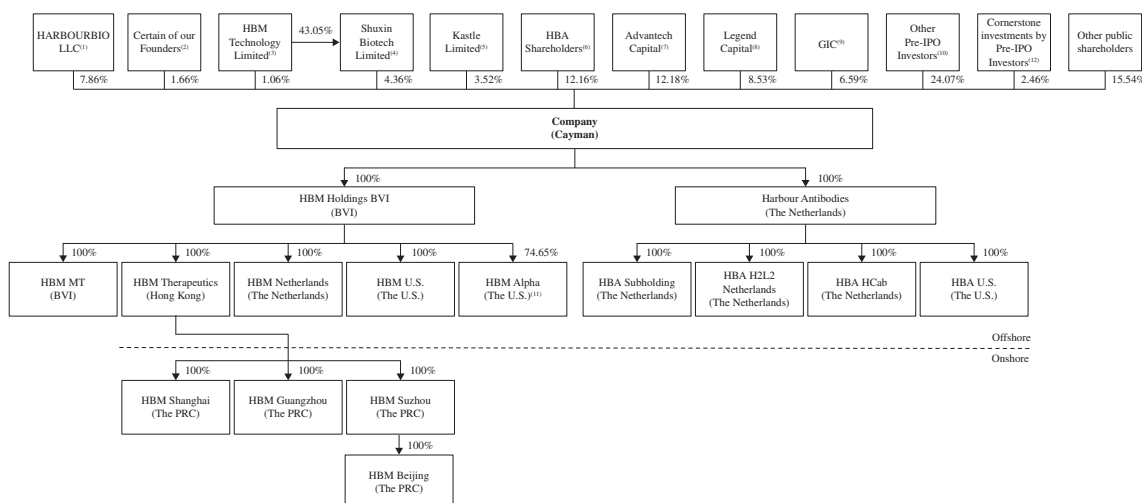 HARBOURBIO
LLC(1)
Certain of our
Founders(2)
HBM
Technology
Limited(3)
43.05%
Shuxin
Biotech
Limited(4)
Kastle
Limited(5)
HBA
Shareholders(6)
Advantech
Capital(7)
Legend
Capital(8)
GIC(9)
Other
Pre-IPO
Investors(10)
Cornerstone
investments by
Pre-IPO
Investors(12)
Other public
shareholders
7.86%
1.66%
1.06%
4.36%
3.52%
12.16%
12.18%
8.53%
6.59%
24.07%
2.46%
15.54%
Company
(Cayman)
100%
100%
HBM Holdings BVI
(BVI)
Harbour Antibodies
(The Netherlands)
100%
100%
100%
100%
74.65%
100%
100%
100%
100%
HBM MT
(BVI)
HBM Therapeutics
(Hong Kong)
HBM Netherlands
(The Netherlands)
HBM U.S.
(The U.S.)
HBM Alpha
(The U.S.)(11)
HBA Subholding
(The Netherlands)
HBA H2L2
Netherlands
(The Netherlands)
HBA HCab
(The Netherlands)
HBA U.S.
(The U.S.)
Offshore
Onshore
100%
100%
100%
HBM Shanghai
(The PRC)
HBM Guangzhou
(The PRC)
HBM Suzhou
(The PRC)
100%
HBM Beijing
(The PRC)